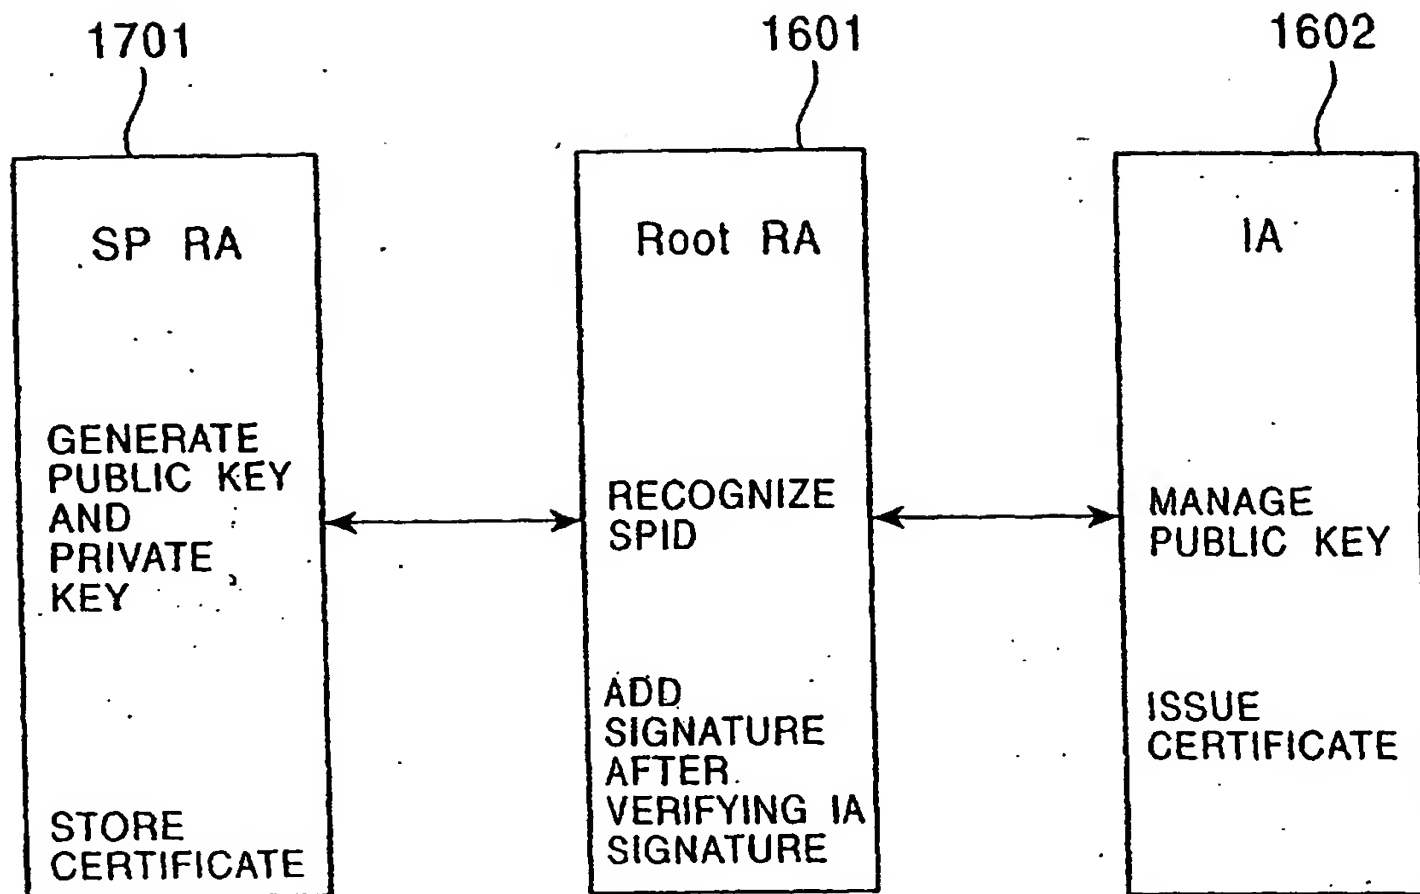 1701
1601
1602
SP RA
Root RA
IA
GENERATE
PUBLIC KEY
AND
PRIVATE
KEY
RECOGNIZE
SPID
MANAGE
PUBLIC KEY
ADD
SIGNATURE
AFTER
VERIFYING IA
SIGNATURE
ISSUE
CERTIFICATE
STORE
CERTIFICATE